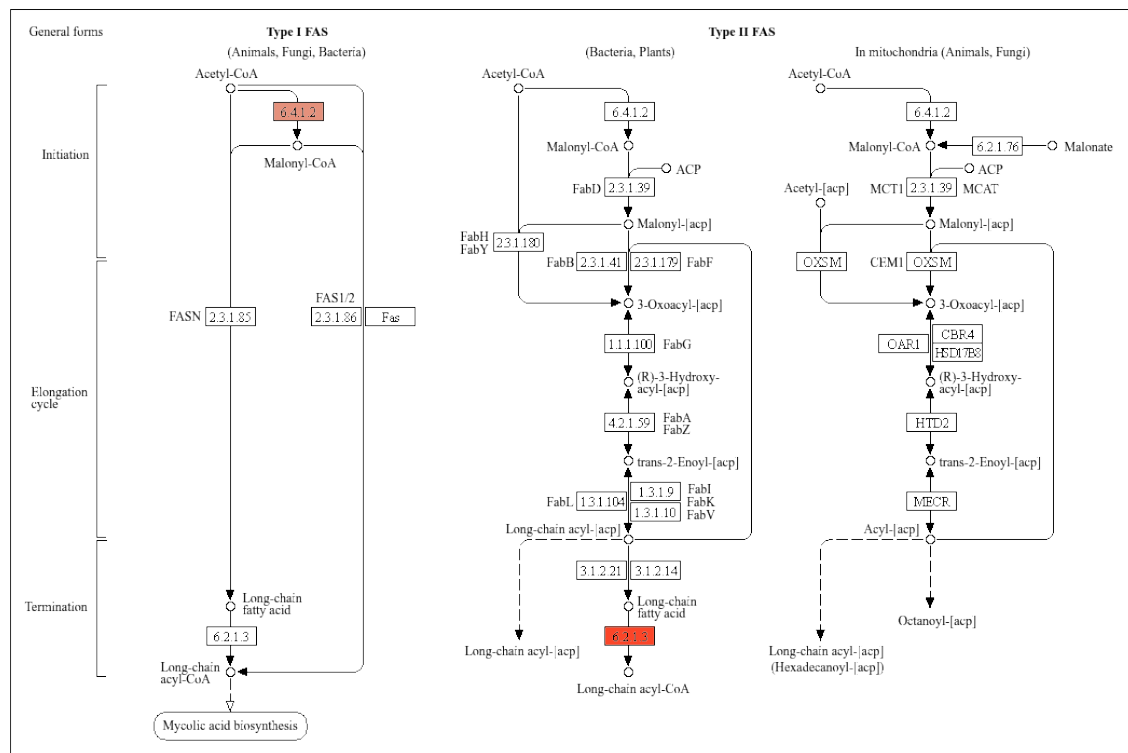 General forms
Type I FAS
(Animals, Fungi, Bacteria)
Type II FAS
(Bacteria, Plants)
In mitochondria (Animals, Fungi)
Initiation
Elongation
cycle
Termination
Acetyl-CoA
6.4.1.2
Malonyl-CoA
FASN
2.3.1.85
FAS1/2
2.3.1.86
Fas
Long-chain
fatty acid
6.2.1.3
Long-chain
acyl-CoA
Mycolic acid biosynthesis
Acetyl-CoA
6.4.1.2
Malonyl-CoA
ACP
FabD
2.3.1.39
Malonyl-[acp]
FabH
FabY
2.3.1.180
FabB
2.3.1.41
2.3.1.179
FabF
3-Oxoacyl-[acp]
1.1.1.100
FabG
(R)-3-Hydroxy-
acyl-[acp]
4.2.1.59
FabA
FabZ
trans-2-Enoyl-[acp]
FabL
1.3.1.104
1.3.1.9
1.3.1.10
FabI
FabK
FabV
Long-chain acyl-[acp]
3.1.2.21
3.1.2.14
Long-chain
fatty acid
6.2.1.3
Long-chain acyl-[acp]
Long-chain acyl-CoA
Acetyl-CoA
6.4.1.2
Malonyl-CoA
6.2.1.76
Malonate
ACP
MCT1
2.3.1.39
MCAT
Acetyl-[acp]
Malonyl-[acp]
OXSM
CEM1
OXSM
3-Oxoacyl-[acp]
OAR1
CBR4
HSD17B8
(R)-3-Hydroxy-
acyl-[acp]
HTD2
trans-2-Enoyl-[acp]
MECR
Acyl-[acp]
Octanoyl-[acp]
Long-chain acyl-[acp]
(Hexadecanoyl-[acp])